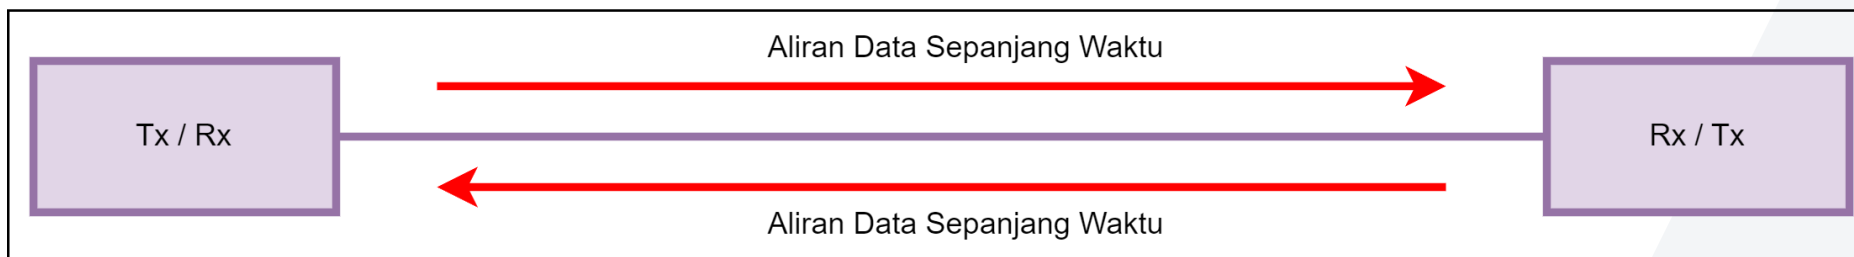 Aliran Data Sepanjang Waktu
Tx / Rx
Rx / Tx
Aliran Data Sepanjang Waktu